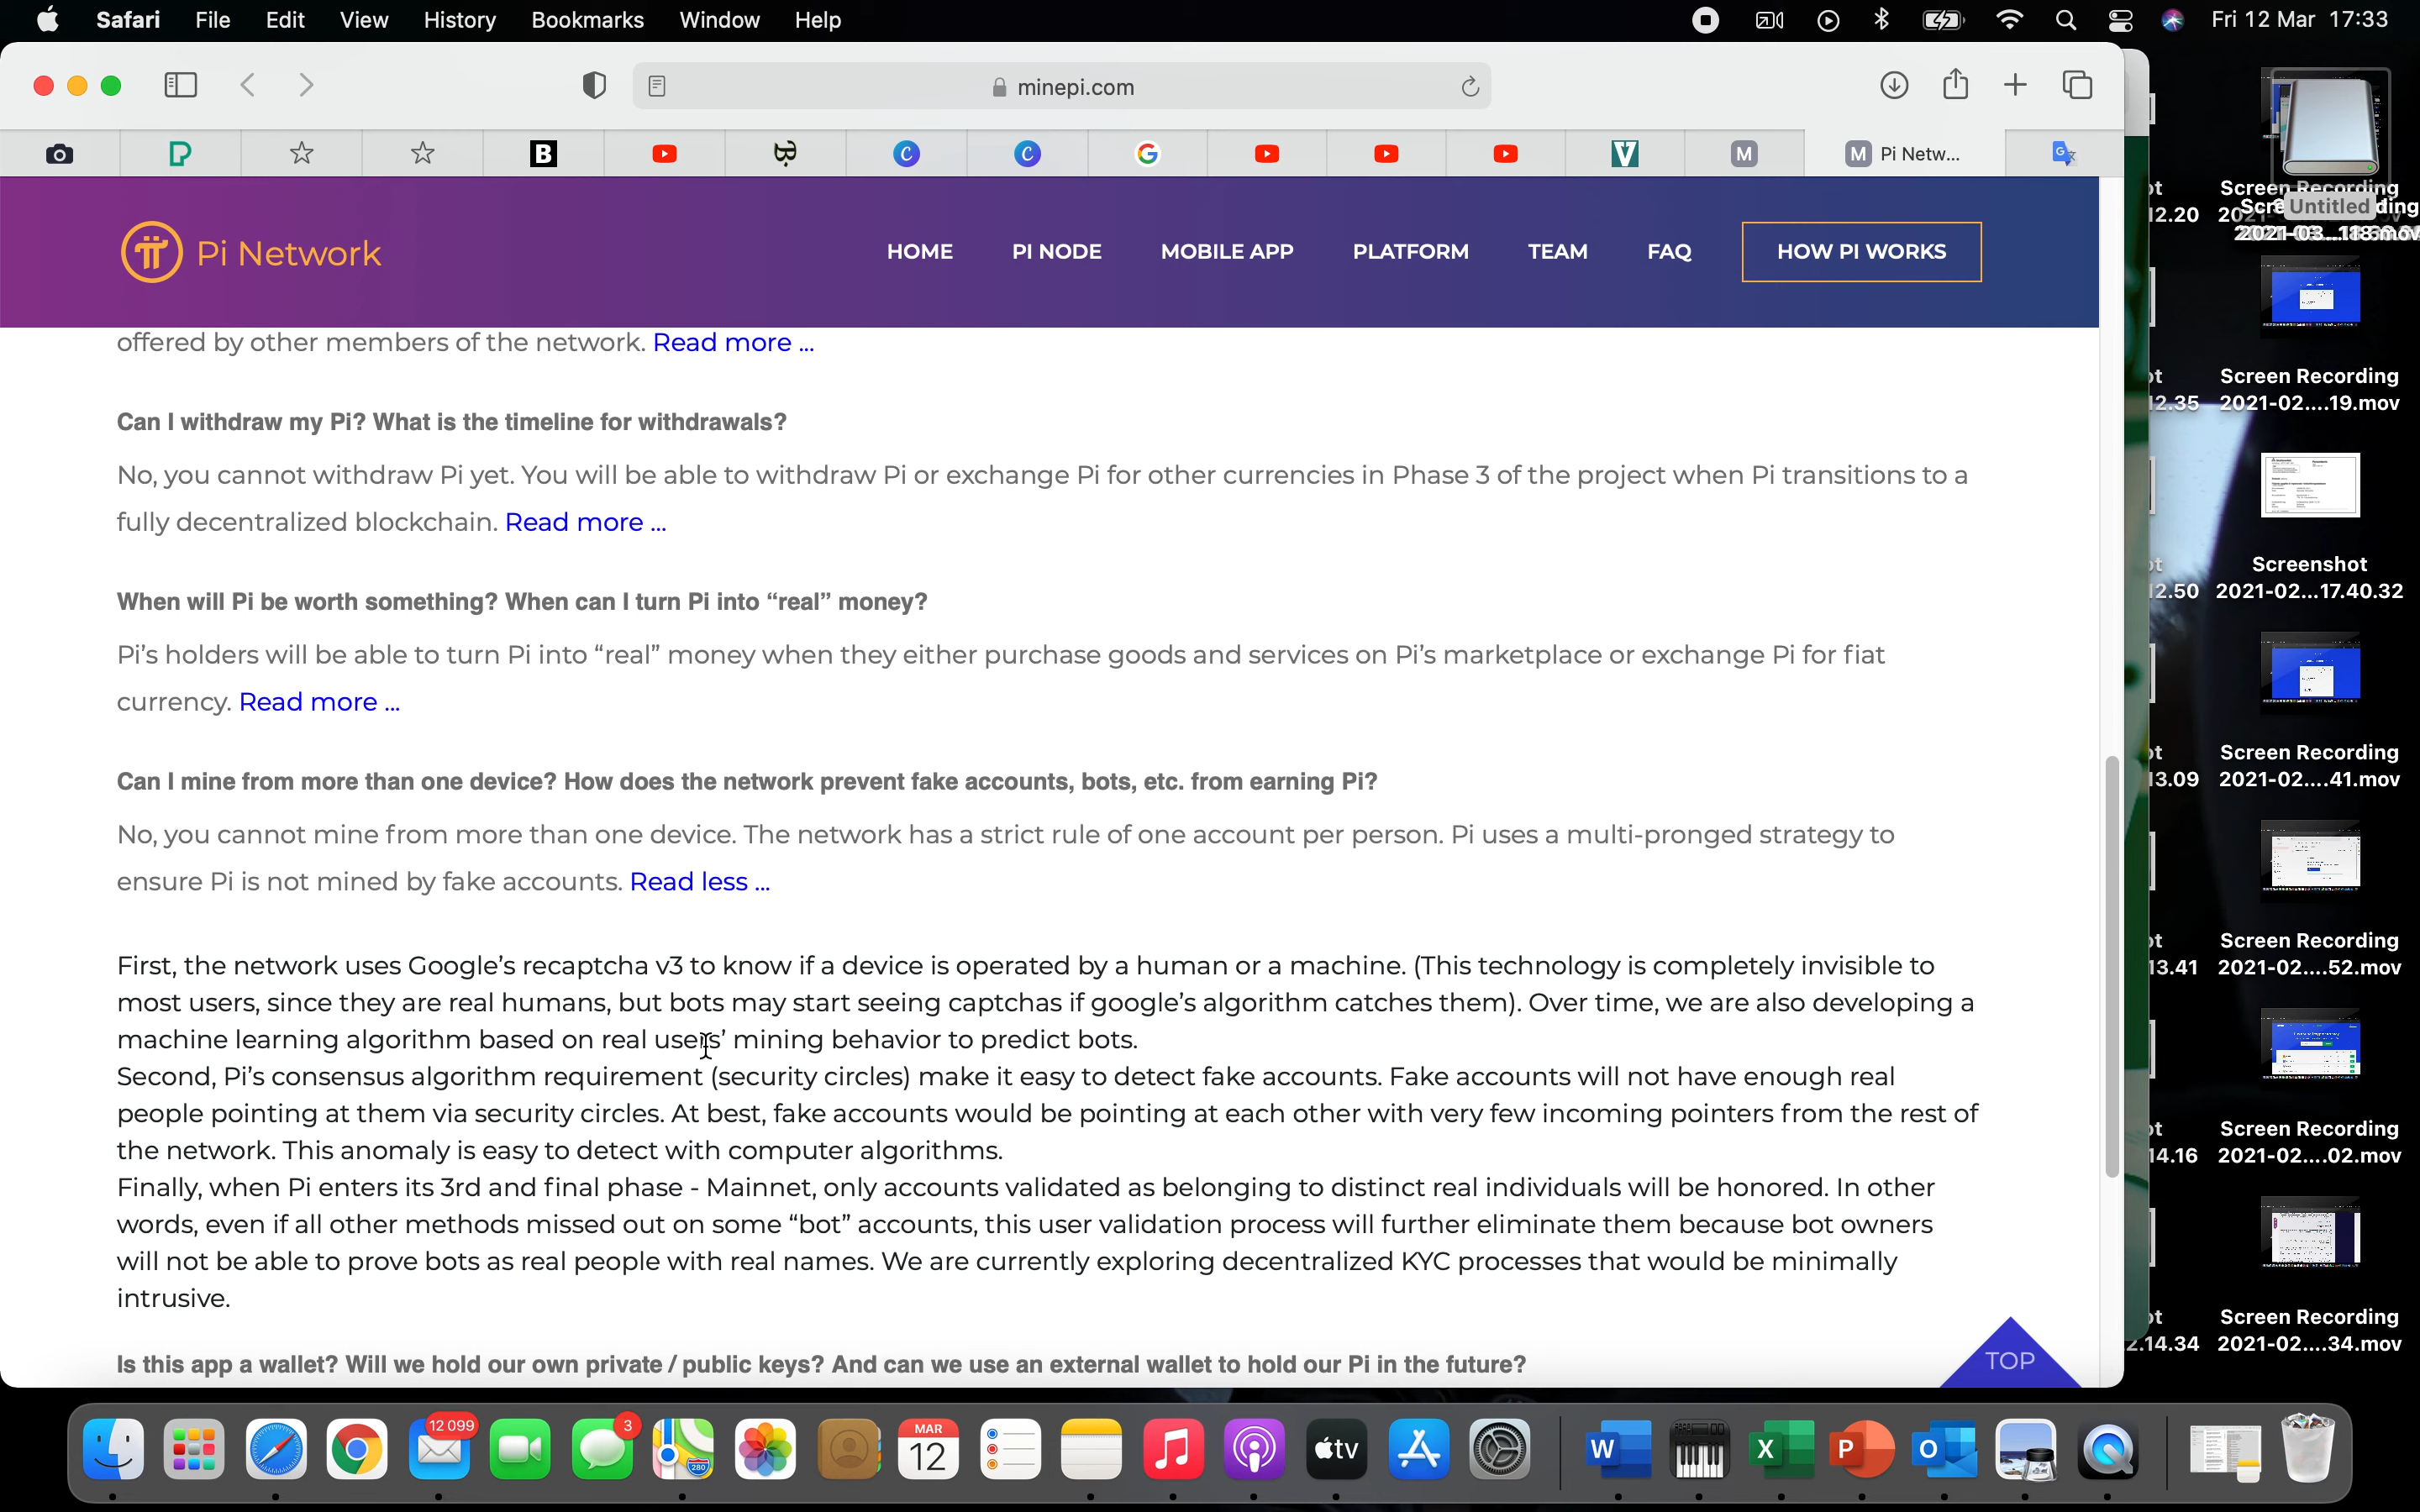 Safari File Edit View History Bookmarks Window Help Fri 12 Mar 17:33
minepi.com
Pi Netw...
Pi Network
HOME PI NODE MOBILE APP PLATFORM TEAM FAQ HOW PI WORKS
offered by other members of the network. Read more ...
Can I withdraw my Pi? What is the timeline for withdrawals?
No, you cannot withdraw Pi yet. You will be able to withdraw Pi or exchange Pi for other currencies in Phase 3 of the project when Pi transitions to a
fully decentralized blockchain. Read more ...
When will Pi be worth something? When can I turn Pi into “real” money?
Pi’s holders will be able to turn Pi into “real” money when they either purchase goods and services on Pi’s marketplace or exchange Pi for fiat
currency. Read more ...
Can I mine from more than one device? How does the network prevent fake accounts, bots, etc. from earning Pi?
No, you cannot mine from more than one device. The network has a strict rule of one account per person. Pi uses a multi-pronged strategy to
ensure Pi is not mined by fake accounts. Read less ...
First, the network uses Google’s recaptcha v3 to know if a device is operated by a human or a machine. (This technology is completely invisible to
most users, since they are real humans, but bots may start seeing captchas if google’s algorithm catches them). Over time, we are also developing a
machine learning algorithm based on real users’ mining behavior to predict bots.
Second, Pi’s consensus algorithm requirement (security circles) make it easy to detect fake accounts. Fake accounts will not have enough real
people pointing at them via security circles. At best, fake accounts would be pointing at each other with very few incoming pointers from the rest of
the network. This anomaly is easy to detect with computer algorithms.
Finally, when Pi enters its 3rd and final phase - Mainnet, only accounts validated as belonging to distinct real individuals will be honored. In other
words, even if all other methods missed out on some “bot” accounts, this user validation process will further eliminate them because bot owners
will not be able to prove bots as real people with real names. We are currently exploring decentralized KYC processes that would be minimally
intrusive.
Is this app a wallet? Will we hold our own private / public keys? And can we use an external wallet to hold our Pi in the future?
TOP
Screen Recording
Untitled
12.20
Screen Recording
12.35 2021-02....19.mov
Screenshot
12.50 2021-02...17.40.32
Screen Recording
13.09 2021-02....41.mov
Screen Recording
13.41 2021-02....52.mov
Screen Recording
14.16 2021-02....02.mov
Screen Recording
2.14.34 2021-02....34.mov
12 099
3
280
MAR
12
tv
W
X
P
O